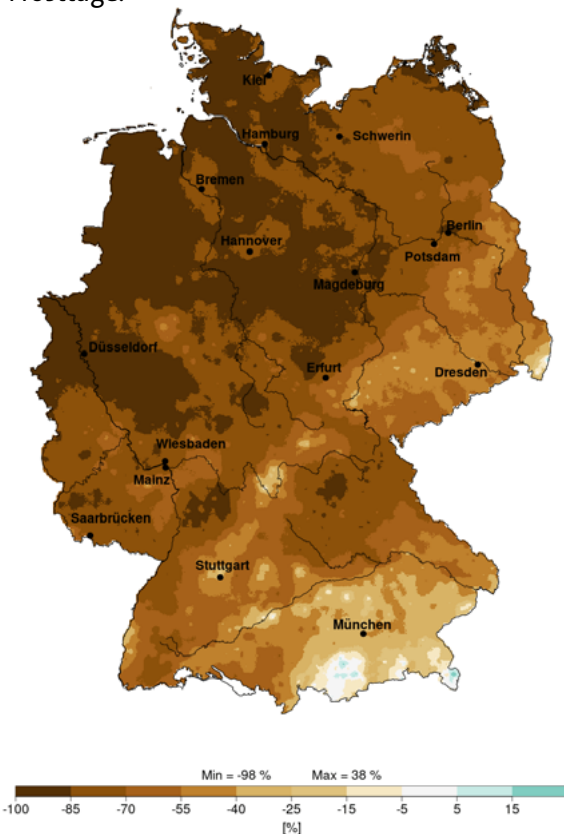 Frosttage.
Kiel
Hamburg
Schwerin
Bremen
Berlin
Hannover
Potsdam
Magdeburg
Düsseldorf
Erfurt
Dresden
Wiesbaden
Mainz
Saarbrücken
Stuttgart
München
Min = -98 % Max = 38 %
-100 -85 -70 -55 -40 -25 -15 -5 5 15
[%]